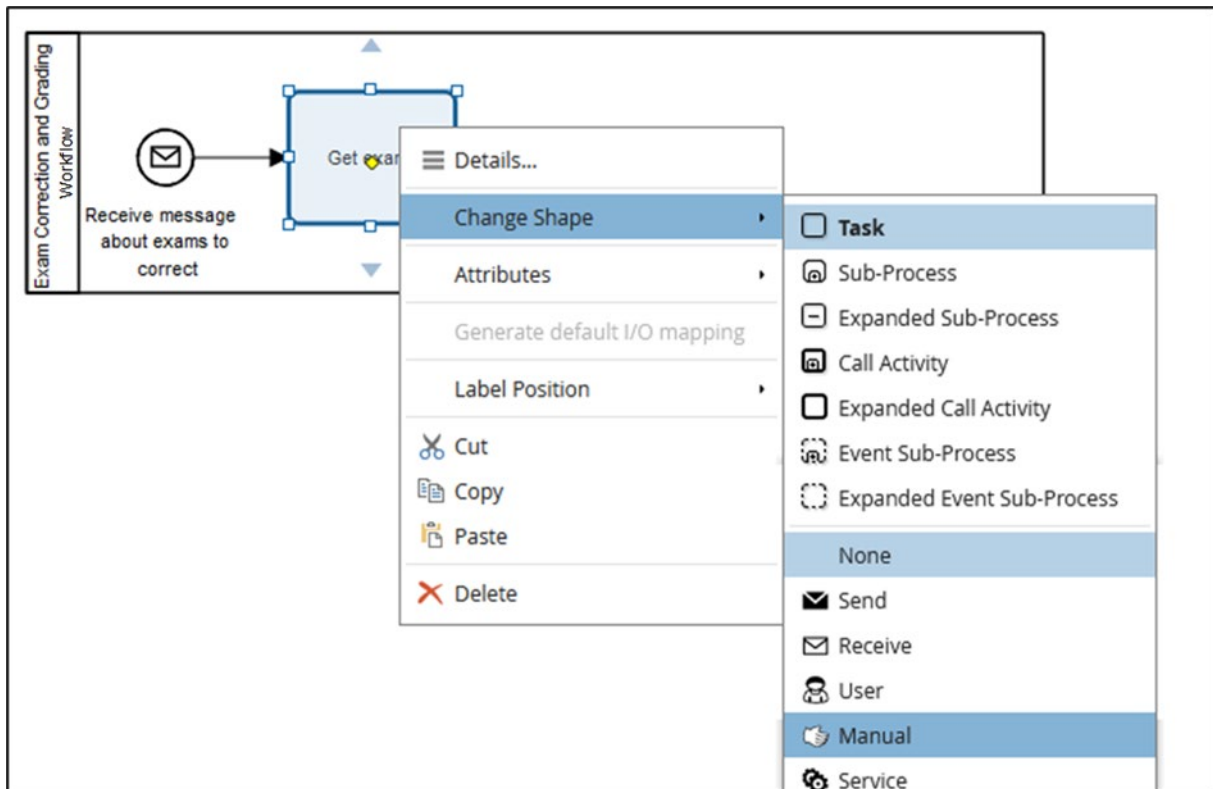 Exam Correction and Grading
Workflow
Receive message
about exams to
correct
Get exam
Details...
Change Shape
Attributes
Generate default I/O mapping
Label Position
Cut
Copy
Paste
Delete
Task
Sub-Process
Expanded Sub-Process
Call Activity
Expanded Call Activity
Event Sub-Process
Expanded Event Sub-Process
None
Send
Receive
User
Manual
Service